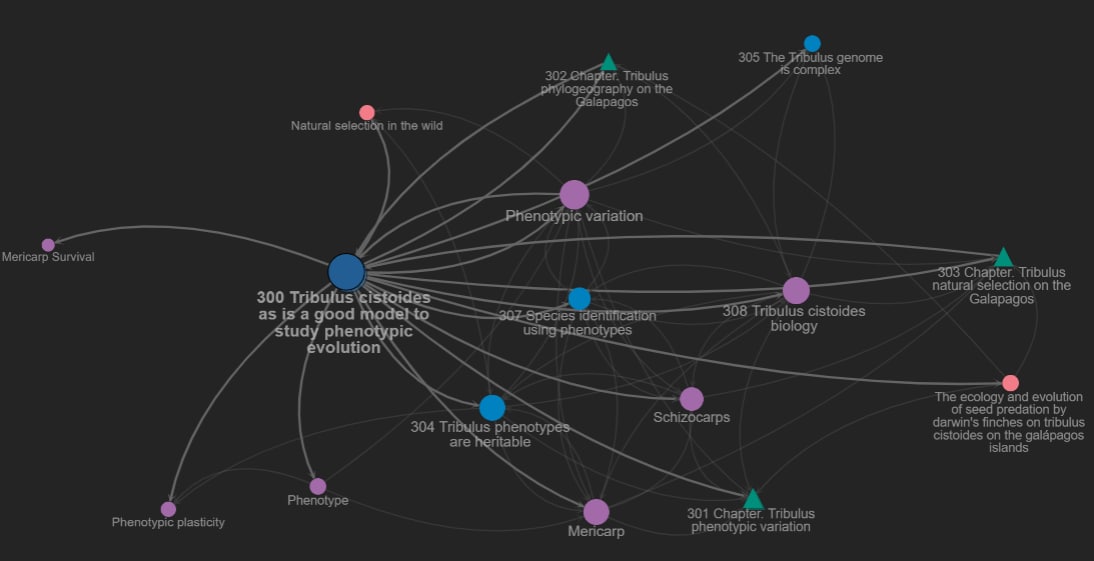 305 The Tribulus genome
is complex
302 Chapter. Tribulus
phylogeography on the
Galapagos
Natural selection in the wild
Phenotypic variation
Mericarp Survival
303 Chapter. Tribulus
natural selection on the
Galapagos
300 Tribulus cistoides
as is a good model to
study phenotypic
evolution
307 Species identification
using phenotypes
308 Tribulus cistoides
biology
The ecology and evolution
of seed predation by
darwin's finches on tribulus
cistoides on the galápagos
islands
Schizocarps
304 Tribulus phenotypes
are heritable
Phenotype
Phenotypic plasticity
Mericarp
301 Chapter. Tribulus
phenotypic variation